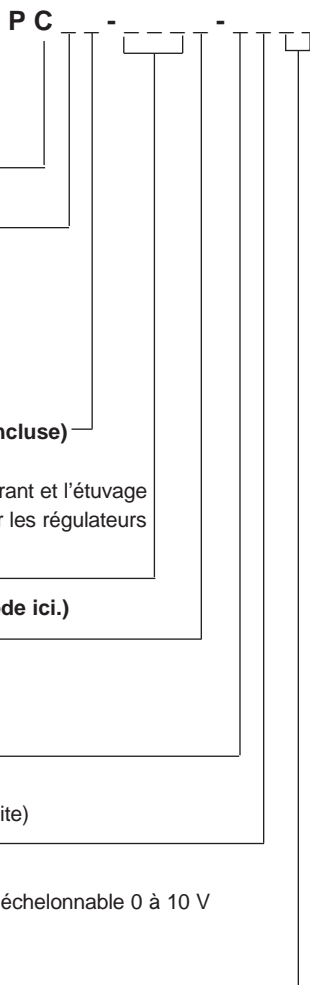 P C _ _ - _ _ _ _ - _ _ _ _
ncluse)
rant et l'étuvage
r les régulateurs
de ici.)
ite)
échelonnable 0 à 10 V